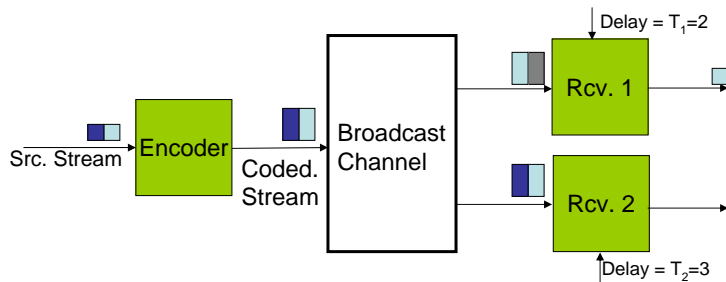 Delay = T₁=2
Rcv. 1
Src. Stream
Encoder
Coded.
Stream
Broadcast
Channel
Rcv. 2
Delay = T₂=3